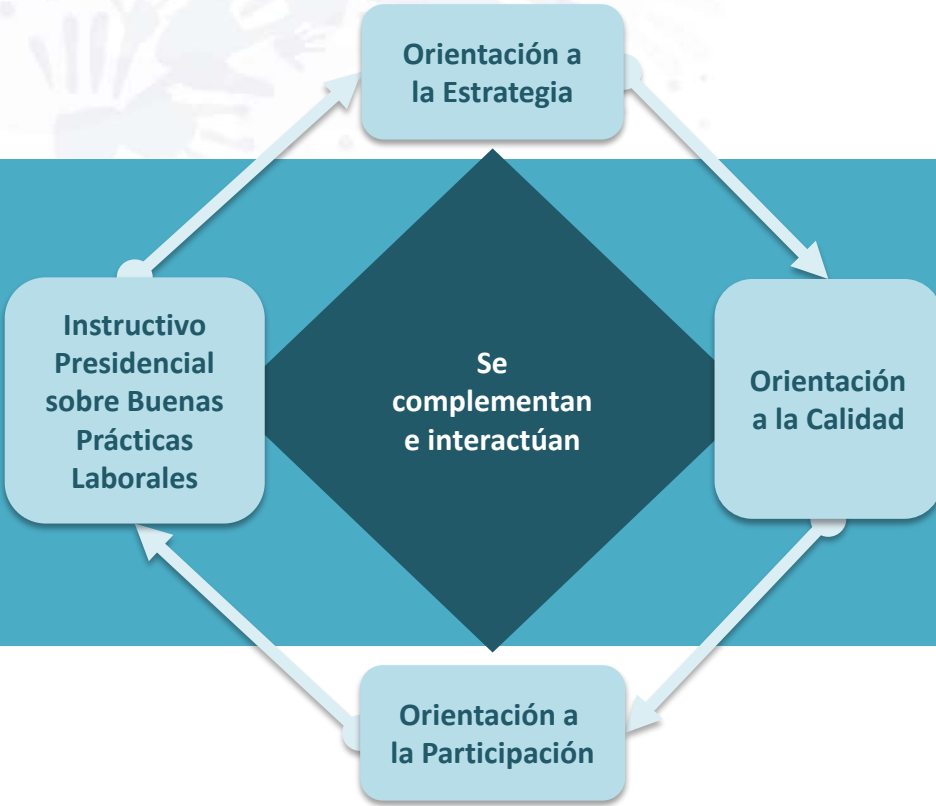 Orientación a
la Estrategia
Instructivo
Presidencial
sobre Buenas
Prácticas
Laborales
Se
complementan
e interactúan
Orientación
a la Calidad
Orientación a
la Participación